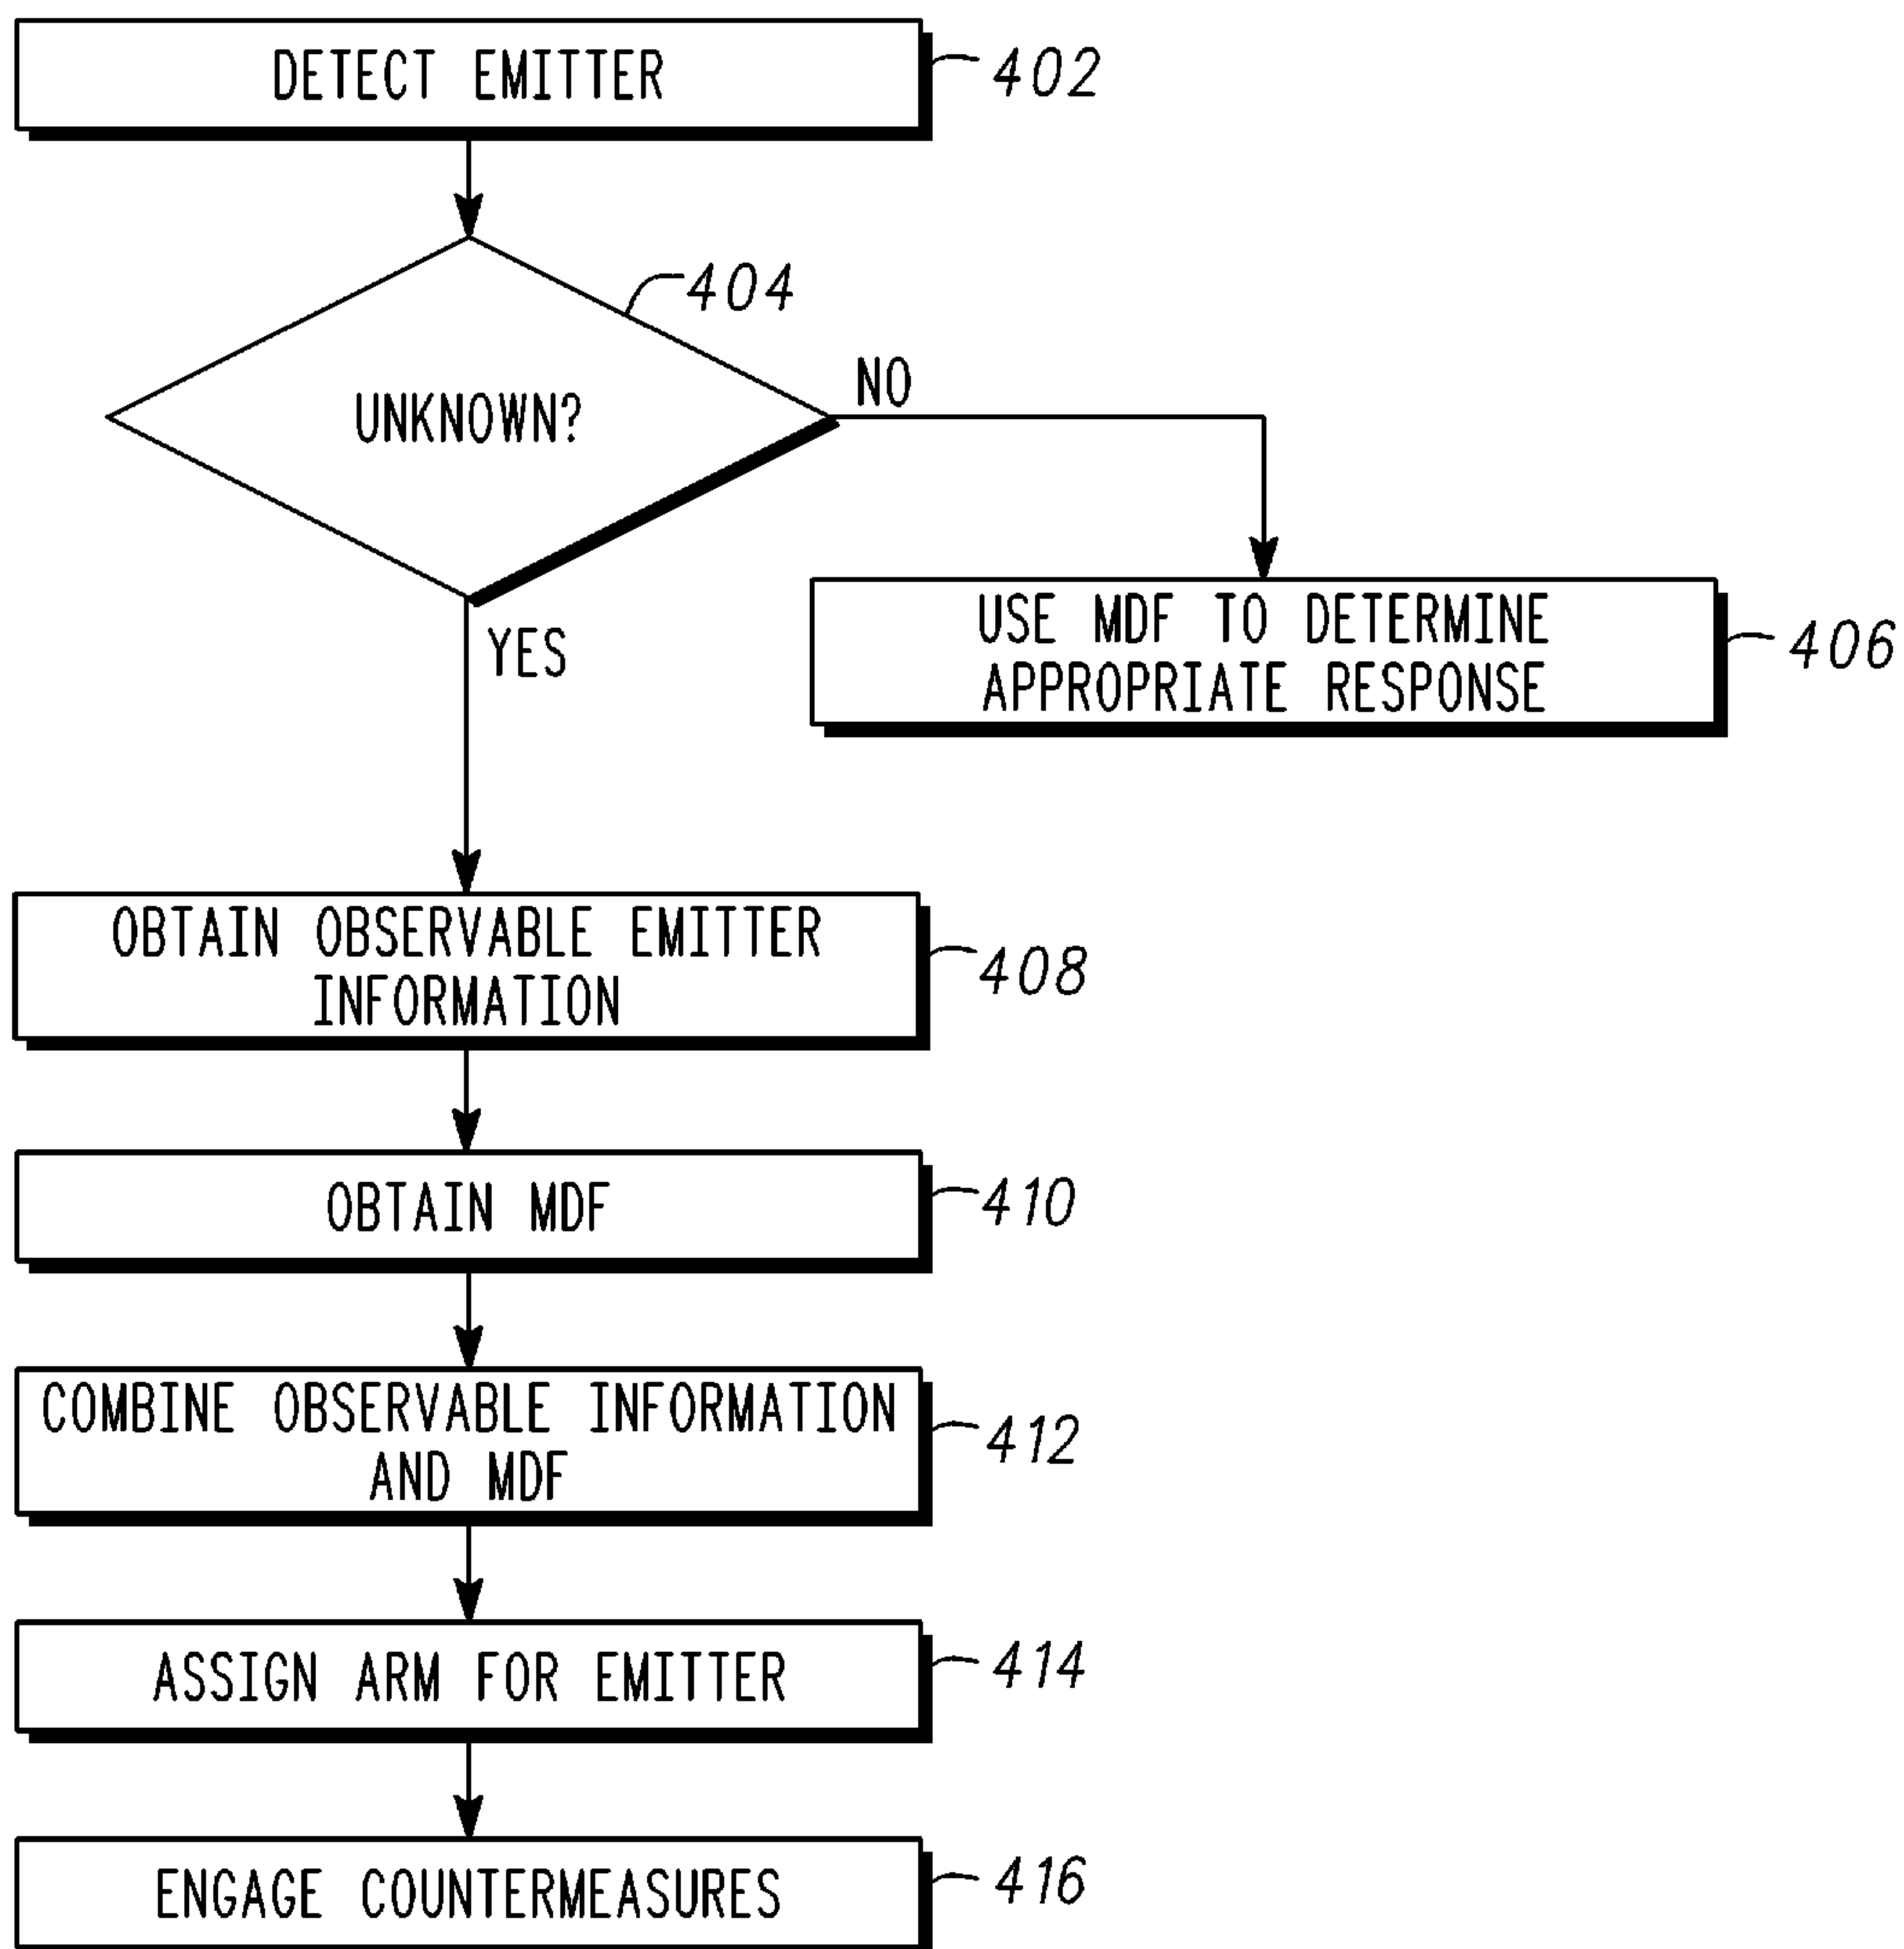 DETECT EMITTER
402
404
UNKNOWN?
NO
YES
USE MDF TO DETERMINE
APPROPRIATE RESPONSE
406
OBTAIN OBSERVABLE EMITTER
INFORMATION
408
OBTAIN MDF
410
COMBINE OBSERVABLE INFORMATION
AND MDF
412
ASSIGN ARM FOR EMITTER
414
ENGAGE COUNTERMEASURES
416